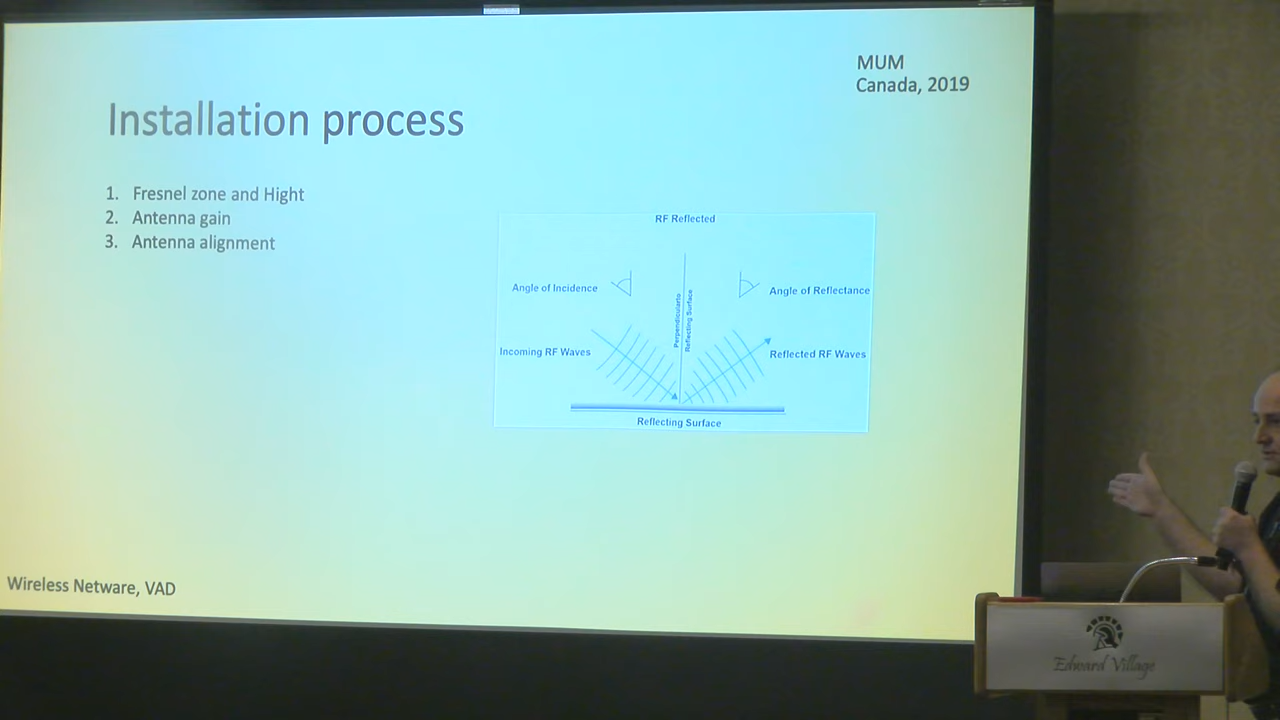 MUM
Canada, 2019
Installation process
1. Fresnel zone and Hight
2. Antenna gain
3. Antenna alignment
RF Reflected
Angle of Incidence
Angle of Reflectance
Perpendicularto
Reflecting Surface
Incoming RF Waves
Reflected RF Waves
Reflecting Surface
Wireless Netware, VAD
Edward Village